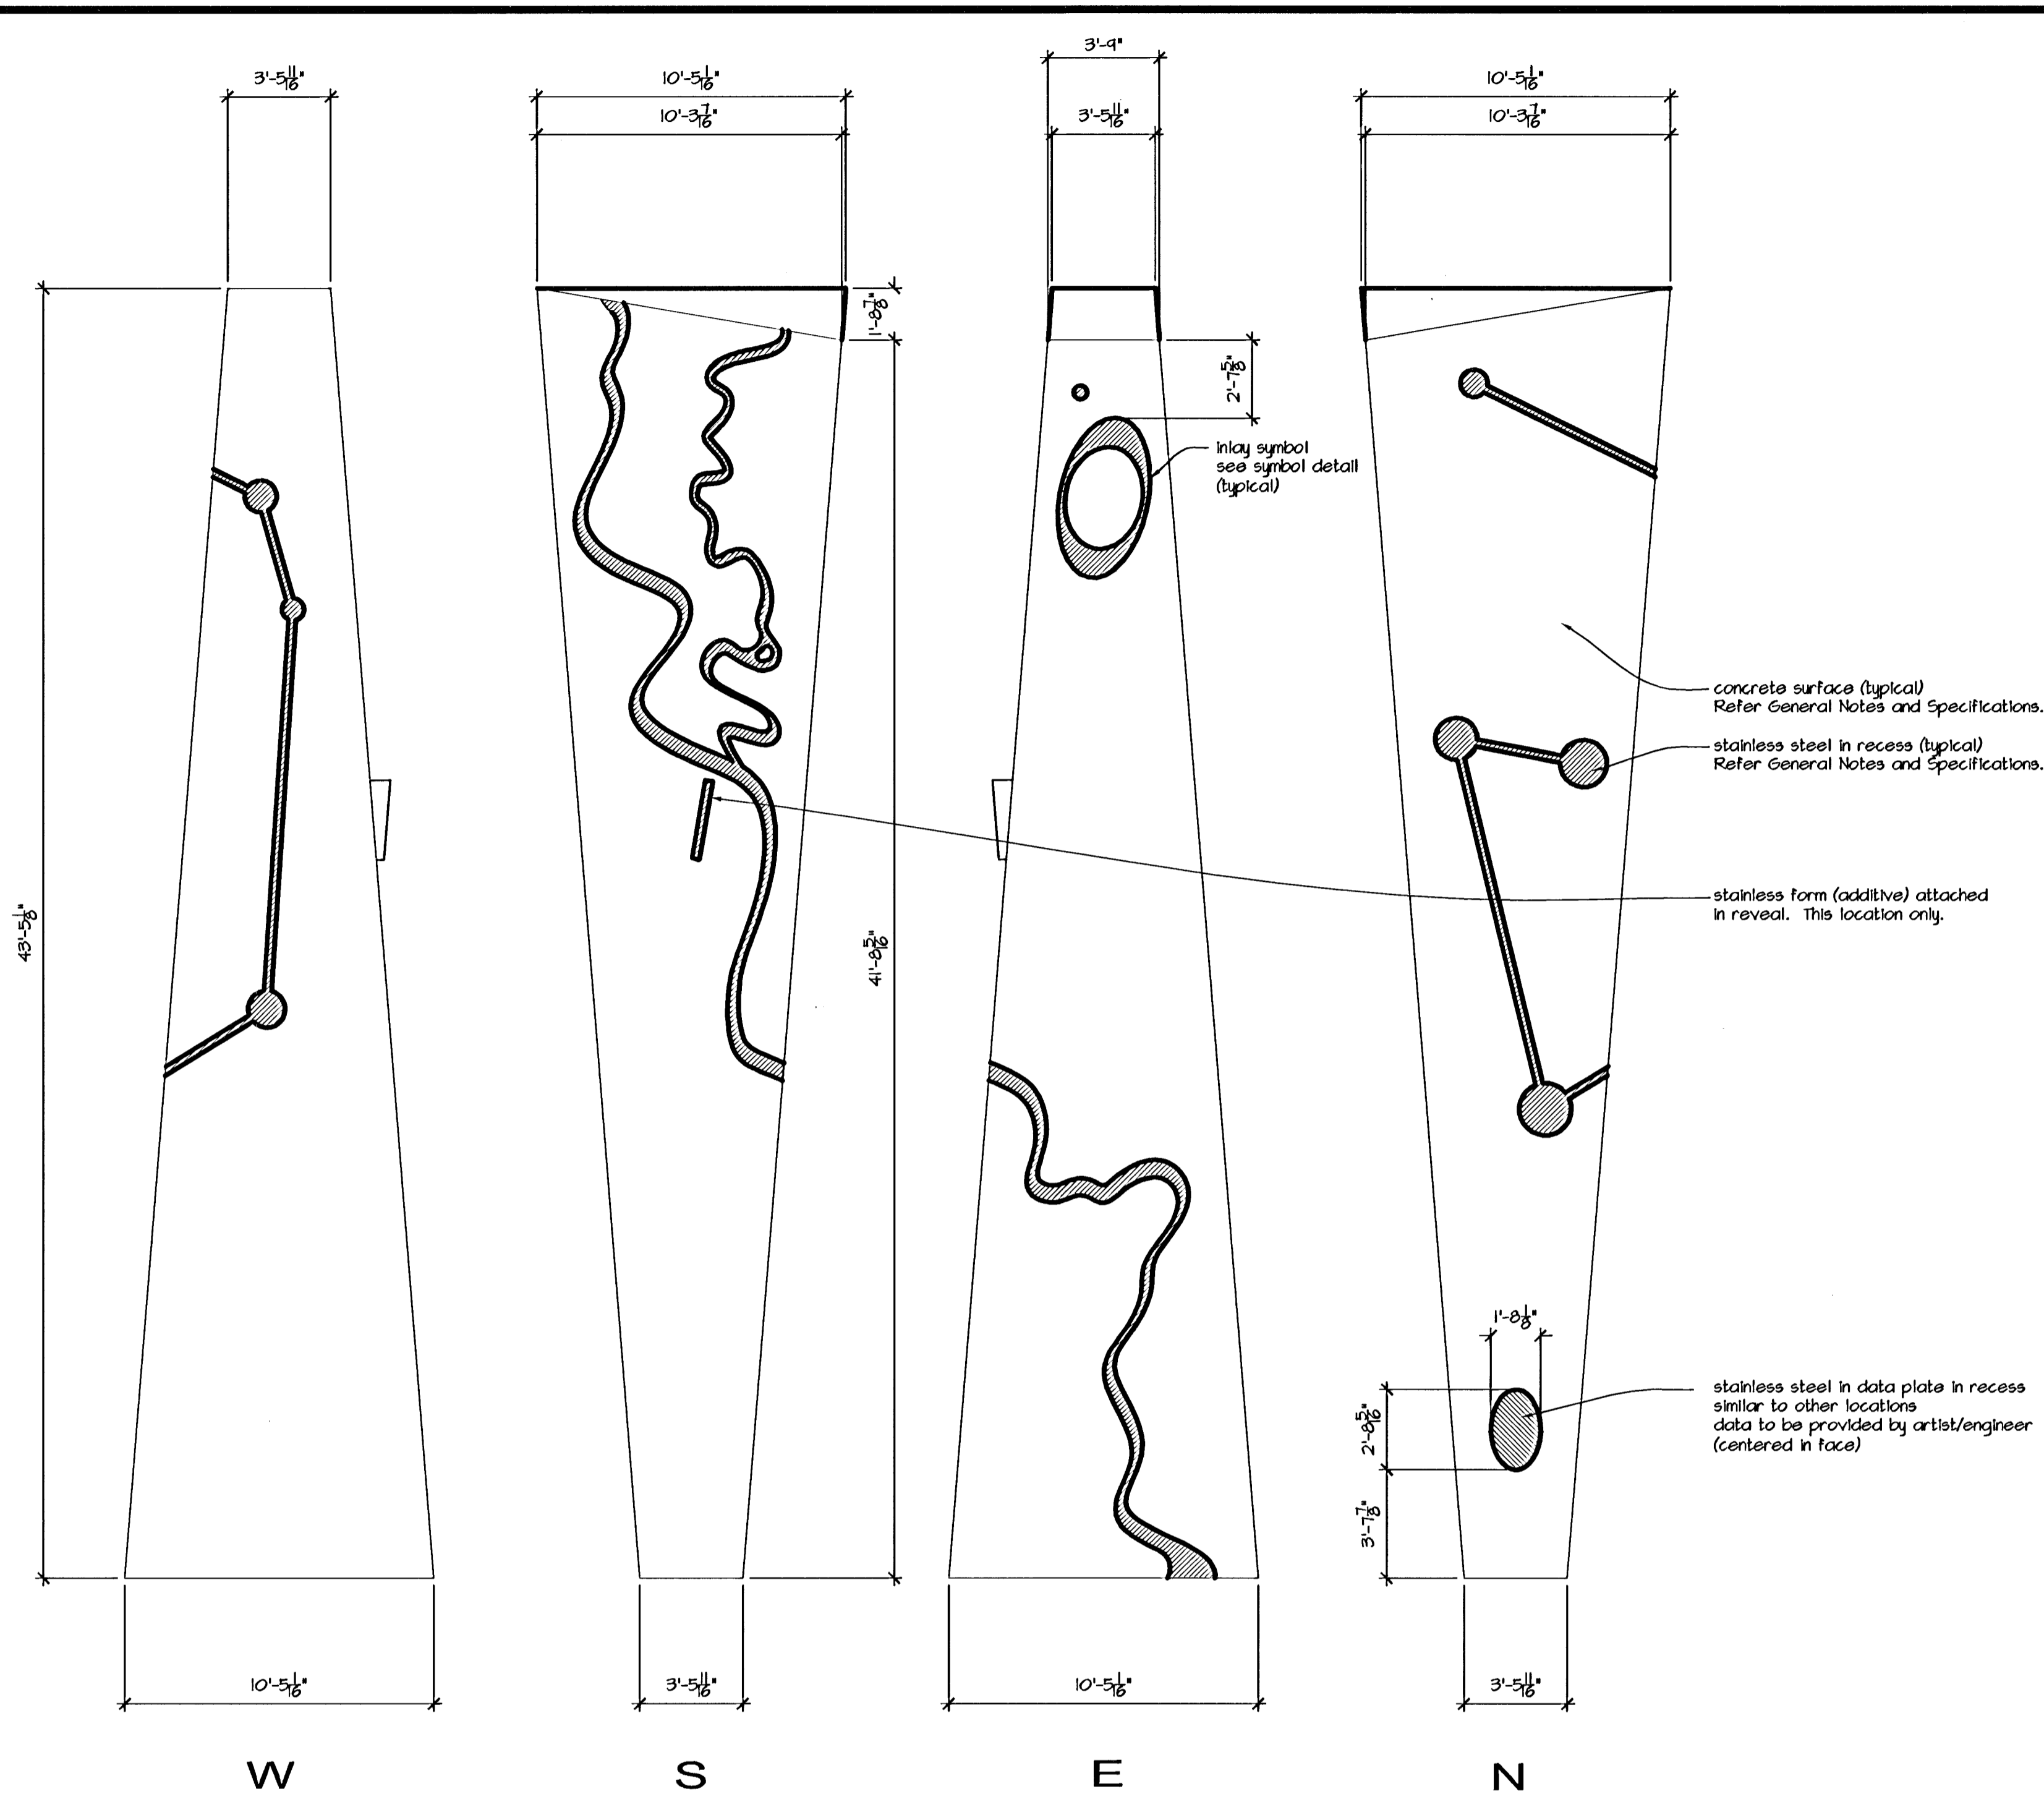 3'-5 11/16"
10'-5 1/16"
10'-3 7/16"
3'-9"
3'-5 11/16"
10'-5 1/16"
10'-3 7/16"
1'-8 7/8"
2'-7 5/8"
inlay symbol
see symbol detail
(typical)
concrete surface (typical)
Refer General Notes and Specifications.
stainless steel in recess (typical)
Refer General Notes and Specifications.
stainless form (additive) attached
in reveal. This location only.
43'-5 1/8"
41'-8 5/16"
1'-8 1/8"
2'-8 5/16"
3'-7 7/8"
stainless steel in data plate in recess
similar to other locations
data to be provided by artist/engineer
(centered in face)
10'-5 1/16"
3'-5 11/16"
10'-5 1/16"
3'-5 11/16"
W
S
E
N